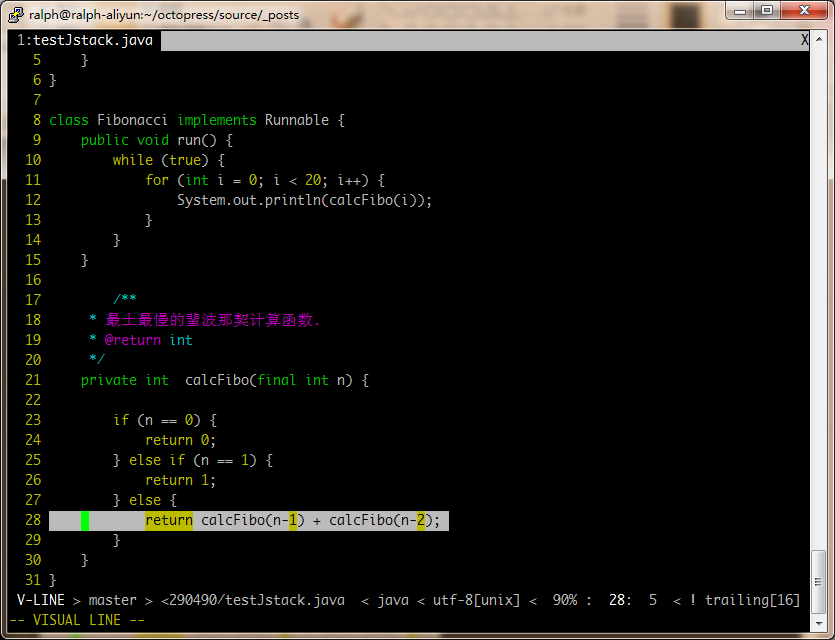 ralph@ralph-aliyun:~/octopress/source/_posts
1:testJstack.java X
5     }
6 }
7
8 class Fibonacci implements Runnable {
9     public void run() {
10         while (true) {
11             for (int i = 0; i < 20; i++) {
12                 System.out.println(calcFibo(i));
13             }
14         }
15     }
16
17         /**
18      * 最土最慢的蜚波那契计算函数.
19      * @return int
20      */
21     private int  calcFibo(final int n) {
22
23         if (n == 0) {
24             return 0;
25         } else if (n == 1) {
26             return 1;
27         } else {
28             return calcFibo(n-1) + calcFibo(n-2);
29         }
30     }
31 }
V-LINE > master > <290490/testJstack.java  < java < utf-8[unix] <  90% :  28:  5  < ! trailing[16]
-- VISUAL LINE --